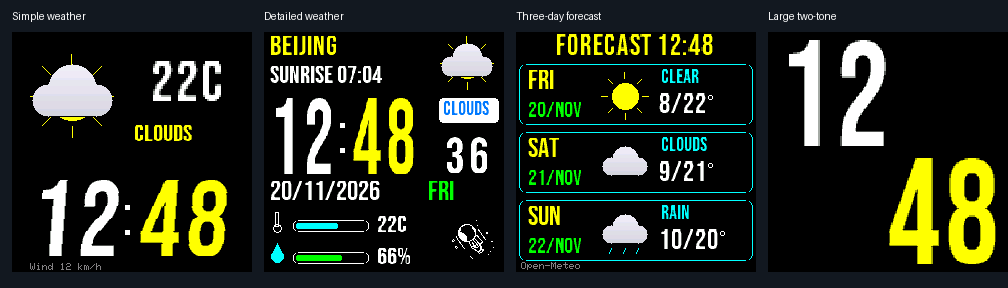 Simple weather
22C
CLOUDS
12:48
Wind 12 km/h
Detailed weather
BEIJING
SUNRISE 07:04
CLOUDS
12:48
36
20/11/2026 FRI
22C
66%
Three-day forecast
FORECAST 12:48
FRI
20/NOV
CLEAR
8/22°
SAT
21/NOV
CLOUDS
9/21°
SUN
22/NOV
RAIN
10/20°
Open-Meteo
Large two-tone
12
48